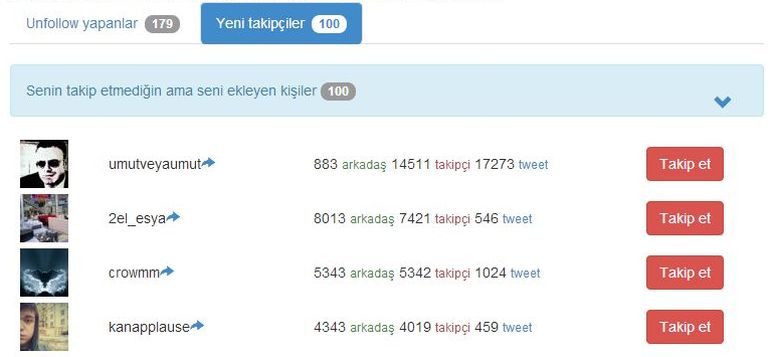 Unfollow yapanlar 179 Yeni takipçiler 100
Senin takip etmediğin ama seni ekleyen kişiler 100
umutveyaumut 883 arkadaş 14511 takipçi 17273 tweet Takip et
2el_esya 8013 arkadaş 7421 takipçi 546 tweet Takip et
crowmm 5343 arkadaş 5342 takipçi 1024 tweet Takip et
kanapplause 4343 arkadaş 4019 takipçi 459 tweet Takip et